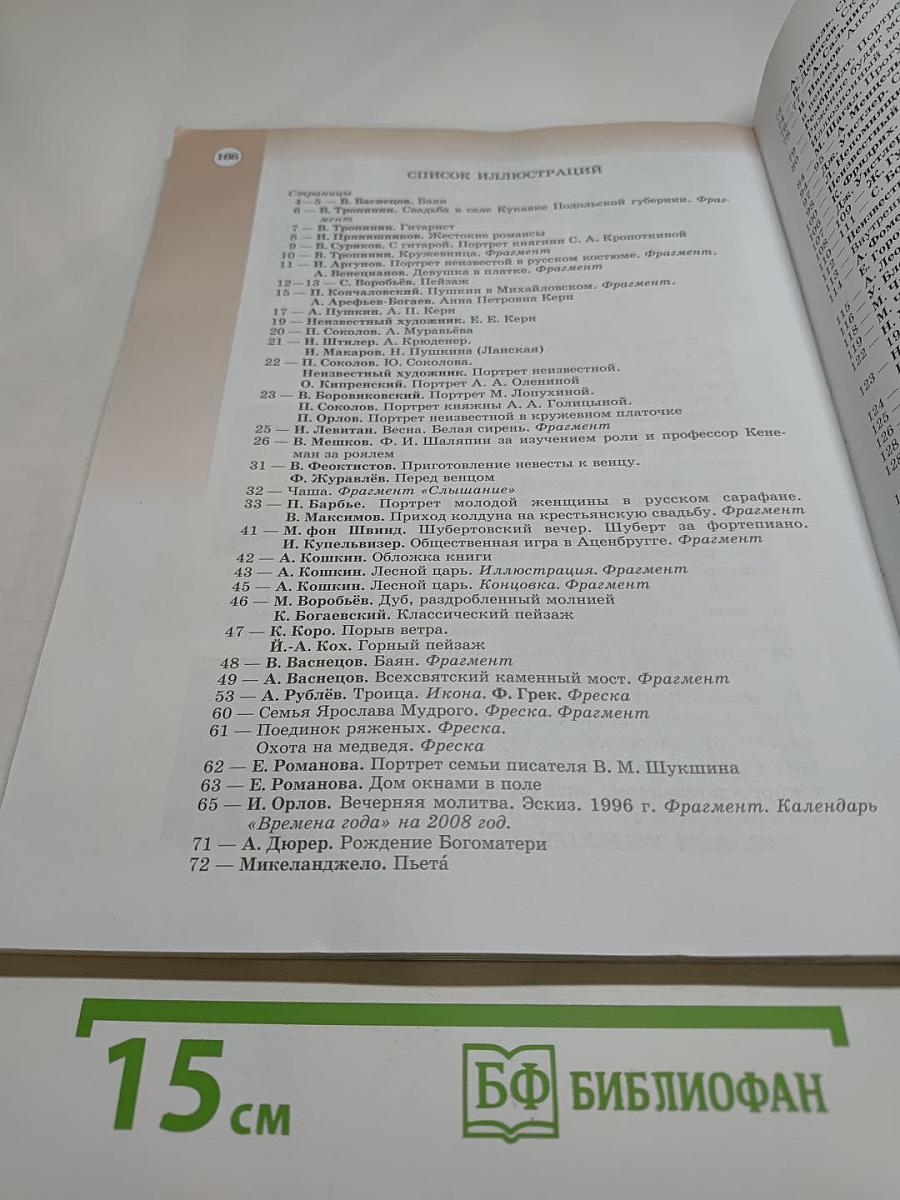 166
СПИСОК ИЛЛЮСТРАЦИЙ
Страницы
4—5 — В. Васнецов. Баян
6 — В. Тропинин. Свадьба в селе Кукавке Подольской губернии. Фраг-
мент
7 — В. Тропинин. Гитарист
8 — И. Прянишников. Жестокие романсы
9 — В. Суриков. С гитарой. Портрет княгини С. А. Кропоткиной
10 — В. Тропинин. Кружевница. Фрагмент
11 — И. Аргунов. Портрет неизвестной в русском костюме. Фрагмент.
А. Венецианов. Девушка в платке. Фрагмент
12—13 — С. Воробьёв. Пейзаж
15 — П. Кончаловский. Пушкин в Михайловском. Фрагмент.
А. Арефьев-Богаев. Анна Петровна Керн
17 — А. Пушкин. А. П. Керн
19 — Неизвестный художник. Е. Е. Керн
20 — П. Соколов. А. Муравьёва
21 — И. Штилер. А. Крюденер.
И. Макаров. Н. Пушкина (Ланская)
22 — П. Соколов. Ю. Соколова.
Неизвестный художник. Портрет неизвестной.
О. Кипренский. Портрет А. А. Олениной
23 — В. Боровиковский. Портрет М. Лопухиной.
П. Соколов. Портрет княжны А. А. Голицыной.
П. Орлов. Портрет неизвестной в кружевном платочке
25 — И. Левитан. Весна. Белая сирень. Фрагмент
26 — В. Мешков. Ф. И. Шаляпин за изучением роли и профессор Кене-
ман за роялем
31 — В. Феоктистов. Приготовление невесты к венцу.
Ф. Журавлёв. Перед венцом
32 — Чаша. Фрагмент «Слышание»
33 — П. Барбье. Портрет молодой женщины в русском сарафане.
В. Максимов. Приход колдуна на крестьянскую свадьбу. Фрагмент
41 — М. фон Швинд. Шубертовский вечер. Шуберт за фортепиано.
И. Купельвизер. Общественная игра в Аценбругге. Фрагмент
42 — А. Кошкин. Обложка книги
43 — А. Кошкин. Лесной царь. Иллюстрация. Фрагмент
45 — А. Кошкин. Лесной царь. Концовка. Фрагмент
46 — М. Воробьёв. Дуб, раздробленный молнией
К. Богаевский. Классический пейзаж
47 — К. Коро. Порыв ветра.
Й.-А. Кох. Горный пейзаж
48 — В. Васнецов. Баян. Фрагмент
49 — А. Васнецов. Всехсвятский каменный мост. Фрагмент
53 — А. Рублёв. Троица. Икона. Ф. Грек. Фреска
60 — Семья Ярослава Мудрого. Фреска. Фрагмент
61 — Поединок ряженых. Фреска.
Охота на медведя. Фреска
62 — Е. Романова. Портрет семьи писателя В. М. Шукшина
63 — Е. Романова. Дом окнами в поле
65 — И. Орлов. Вечерняя молитва. Эскиз. 1996 г. Фрагмент. Календарь
«Времена года» на 2008 год.
71 — А. Дюрер. Рождение Богоматери
72 — Микеланджело. Пьета́
15 см
БФ БИБЛИОФАН